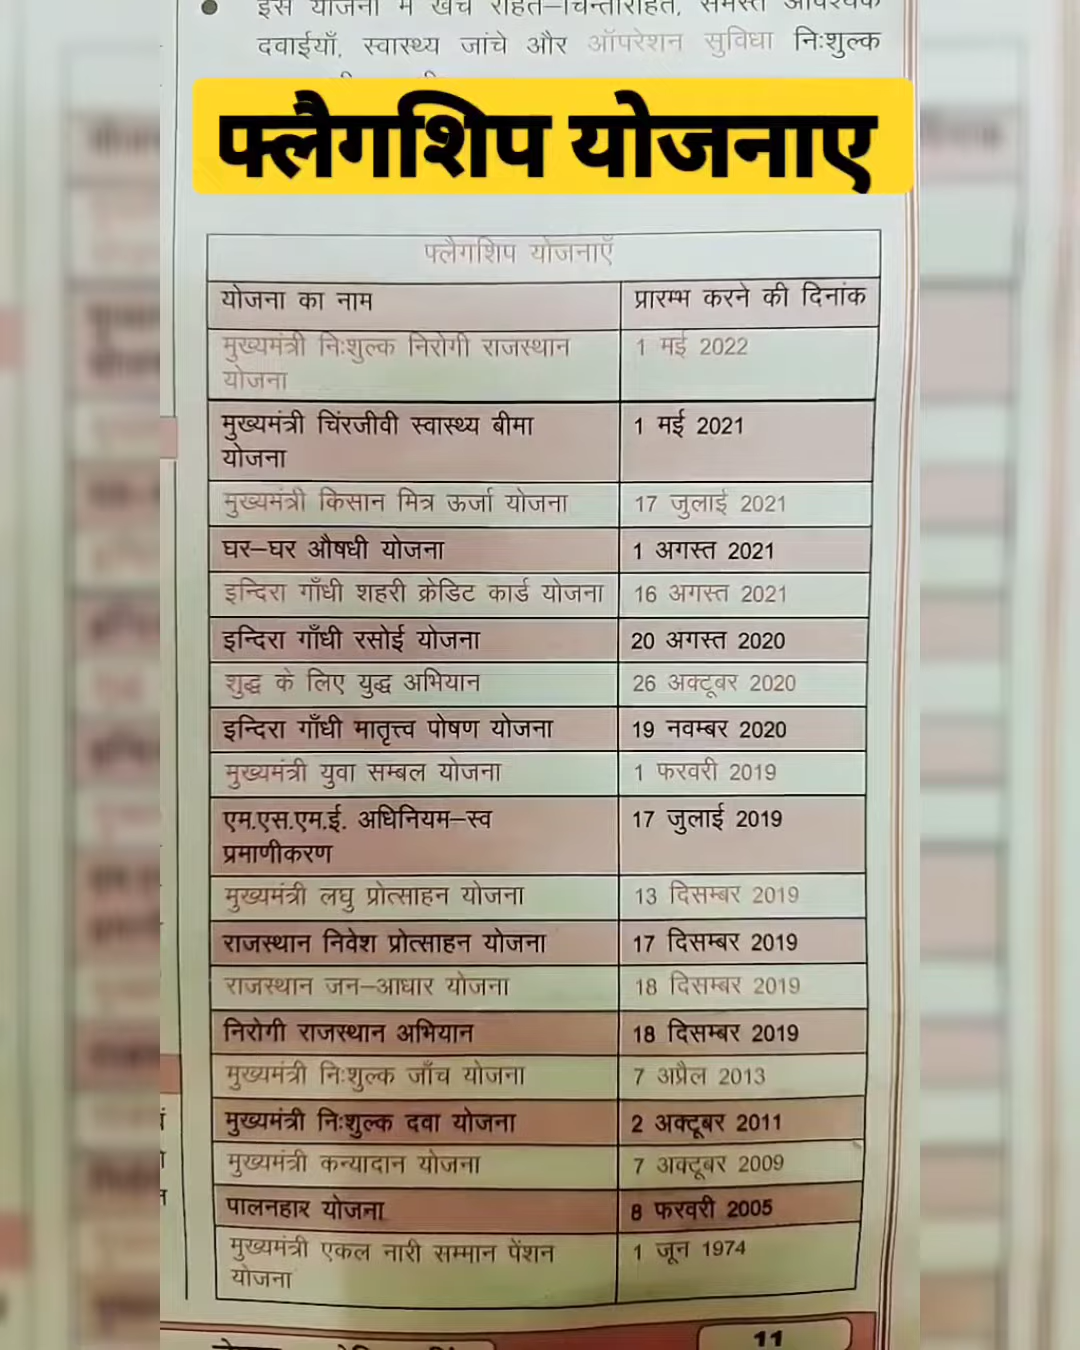 इस योजना में खर्च रहित–चिन्तारहित, समस्त आवश्यक
दवाईयाँ, स्वास्थ्य जांचे और ऑपरेशन सुविधा निःशुल्क
फ्लैगशिप योजनाए
फ्लैगशिप योजनाएँ
योजना का नाम प्रारम्भ करने की दिनांक
मुख्यमंत्री निःशुल्क निरोगी राजस्थान 1 मई 2022
योजना
मुख्यमंत्री चिंरजीवी स्वास्थ्य बीमा 1 मई 2021
योजना
मुख्यमंत्री किसान मित्र ऊर्जा योजना 17 जुलाई 2021
घर–घर औषधी योजना 1 अगस्त 2021
इन्दिरा गाँधी शहरी क्रेडिट कार्ड योजना 16 अगस्त 2021
इन्दिरा गाँधी रसोई योजना 20 अगस्त 2020
शुद्ध के लिए युद्ध अभियान 26 अक्टूबर 2020
इन्दिरा गाँधी मातृत्त्व पोषण योजना 19 नवम्बर 2020
मुख्यमंत्री युवा सम्बल योजना 1 फरवरी 2019
एम.एस.एम.ई. अधिनियम–स्व 17 जुलाई 2019
प्रमाणीकरण
मुख्यमंत्री लघु प्रोत्साहन योजना 13 दिसम्बर 2019
राजस्थान निवेश प्रोत्साहन योजना 17 दिसम्बर 2019
राजस्थान जन–आधार योजना 18 दिसम्बर 2019
निरोगी राजस्थान अभियान 18 दिसम्बर 2019
मुख्यमंत्री निःशुल्क जाँच योजना 7 अप्रैल 2013
मुख्यमंत्री निःशुल्क दवा योजना 2 अक्टूबर 2011
मुख्यमंत्री कन्यादान योजना 7 अक्टूबर 2009
पालनहार योजना 8 फरवरी 2005
मुख्यमंत्री एकल नारी सम्मान पेंशन 1 जून 1974
योजना
11